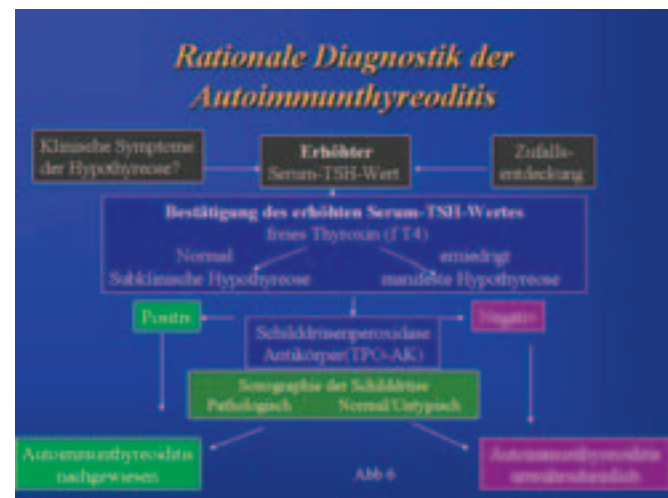 Rationale Diagnostik der
Autoimmunthyreoditis
Klinische Symptome
der Hypothyreose?
Erhöhter
Serum-TSH-Wert
Zufalls-
entdeckung
Bestätigung des erhöhten Serum-TSH-Wertes
freies Thyroxin (fT4)
Normal
Subklinische Hypothyreose
erniedrigt
manifeste Hypothyreose
Positiv
Schilddrüsenperoxidase
Antikörper(TPO-AK)
Negativ
Sonographie der Schilddrüse
Pathologisch Normal/Untypisch
Autoimmunthyreoditis
nachgewiesen
Abb 6
Autoimmunthyreoditis
unwahrscheinlich